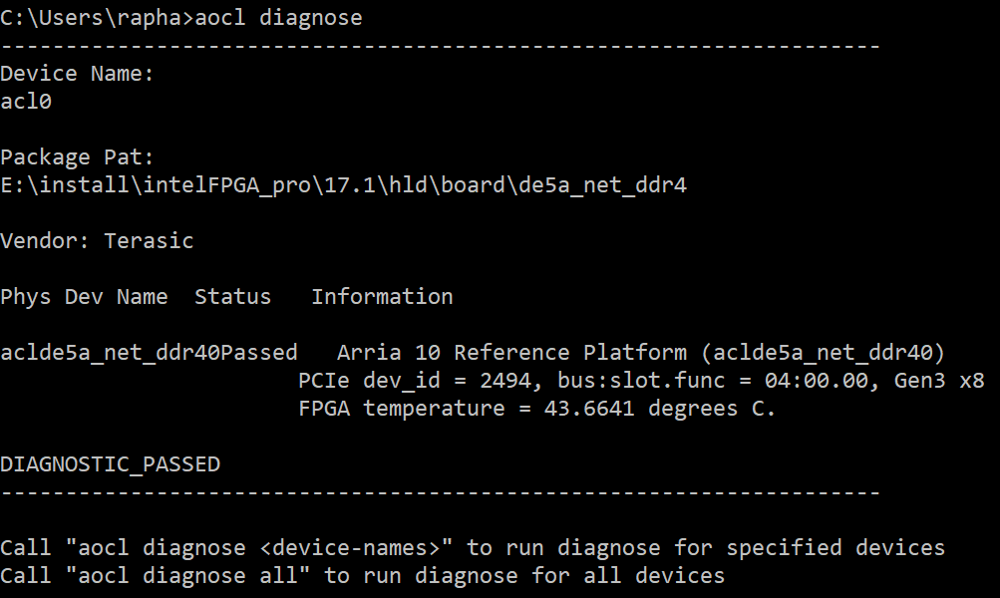 C:\Users\rapha>aocl diagnose
--------------------------------------------------------------------
Device Name:
acl0
Package Pat:
E:\install\intelFPGA_pro\17.1\hld\board\de5a_net_ddr4
Vendor: Terasic
Phys Dev Name  Status   Information
aclde5a_net_ddr40Passed   Arria 10 Reference Platform (aclde5a_net_ddr40)
                       PCIe dev_id = 2494, bus:slot.func = 04:00.00, Gen3 x8
                       FPGA temperature = 43.6641 degrees C.
DIAGNOSTIC_PASSED
--------------------------------------------------------------------
Call "aocl diagnose <device-names>" to run diagnose for specified devices
Call "aocl diagnose all" to run diagnose for all devices